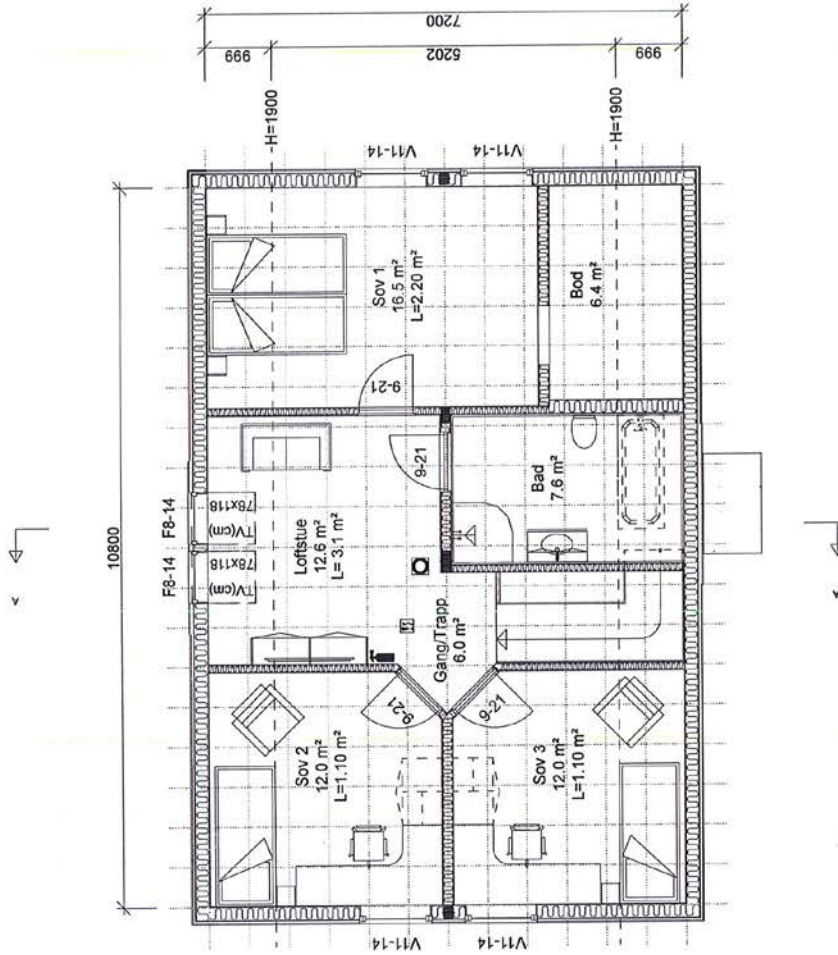 7200
999
5202
999
H=1900
H=1900
V11-14
V11-14
10800
Sov 1
16.5 m²
L=2.20 m²
Bod
6.4 m²
9-21
9-21
F8-14
F8-14
TV(cm)
78x118
TV(cm)
78x118
Loftstue
12.6 m²
L= 3.1 m²
Bad
7.6 m²
Gang/Trapp
6.0 m²
9-21
9-21
Sov 2
12.0 m²
L=1.10 m²
Sov 3
12.0 m²
L=1.10 m²
V11-14
V11-14